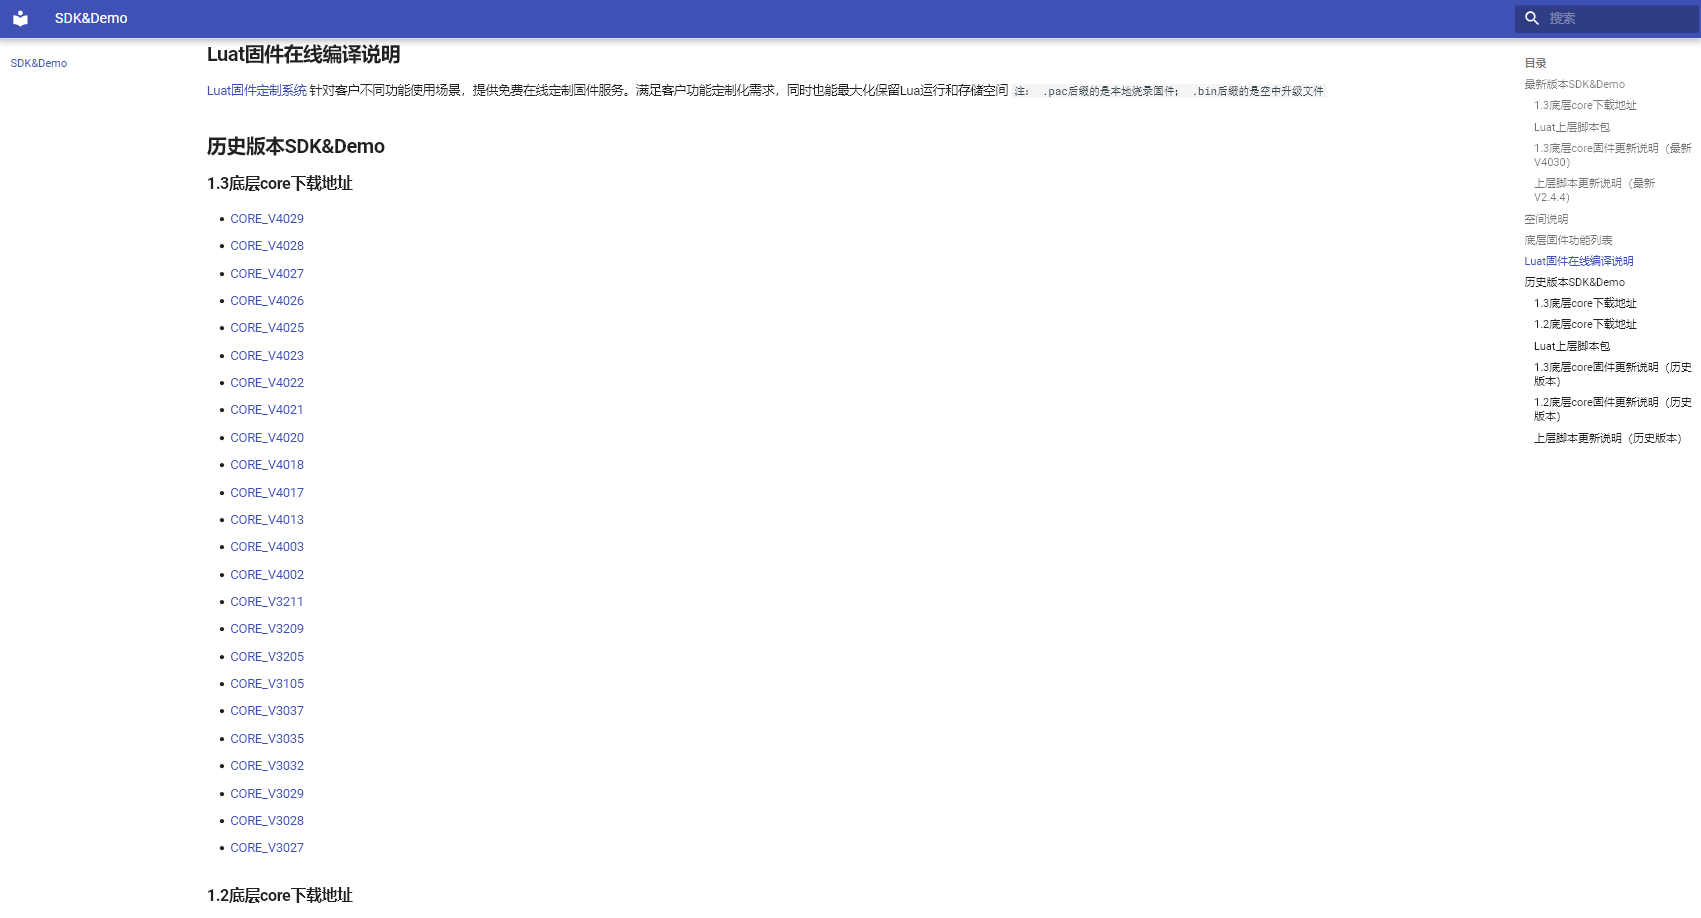 SDK&Demo
搜索
SDK&Demo
Luat固件在线编译说明
Luat固件定制系统 针对客户不同功能使用场景，提供免费在线定制固件服务。满足客户功能定制化需求，同时也能最大化保留Lua运行和存储空间 注： .pac后缀的是本地烧录固件； .bin后缀的是空中升级文件
历史版本SDK&Demo
1.3底层core下载地址
CORE_V4029
CORE_V4028
CORE_V4027
CORE_V4026
CORE_V4025
CORE_V4023
CORE_V4022
CORE_V4021
CORE_V4020
CORE_V4018
CORE_V4017
CORE_V4013
CORE_V4003
CORE_V4002
CORE_V3211
CORE_V3209
CORE_V3205
CORE_V3105
CORE_V3037
CORE_V3035
CORE_V3032
CORE_V3029
CORE_V3028
CORE_V3027
1.2底层core下载地址
目录
最新版本SDK&Demo
1.3底层core下载地址
Luat上层脚本包
1.3底层core固件更新说明（最新
V4030）
上层脚本更新说明（最新
V2.4.4）
空间说明
底层固件功能列表
Luat固件在线编译说明
历史版本SDK&Demo
1.3底层core下载地址
1.2底层core下载地址
Luat上层脚本包
1.3底层core固件更新说明（历史
版本）
1.2底层core固件更新说明（历史
版本）
上层脚本更新说明（历史版本）